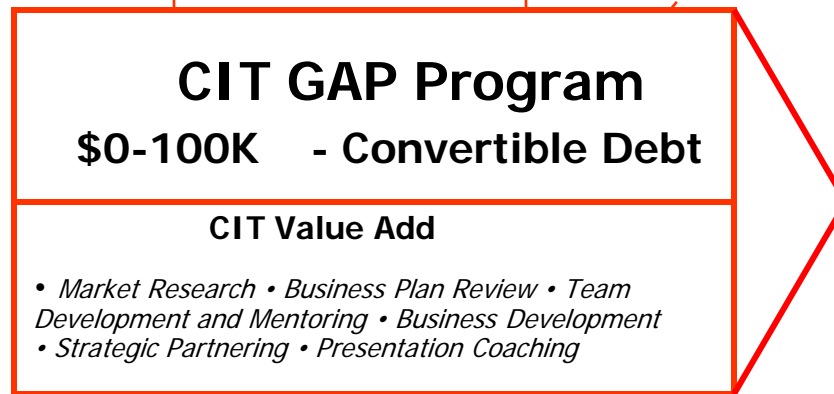 CIT GAP Program
$0-100K - Convertible Debt
CIT Value Add
• Market Research • Business Plan Review • Team
Development and Mentoring • Business Development
• Strategic Partnering • Presentation Coaching